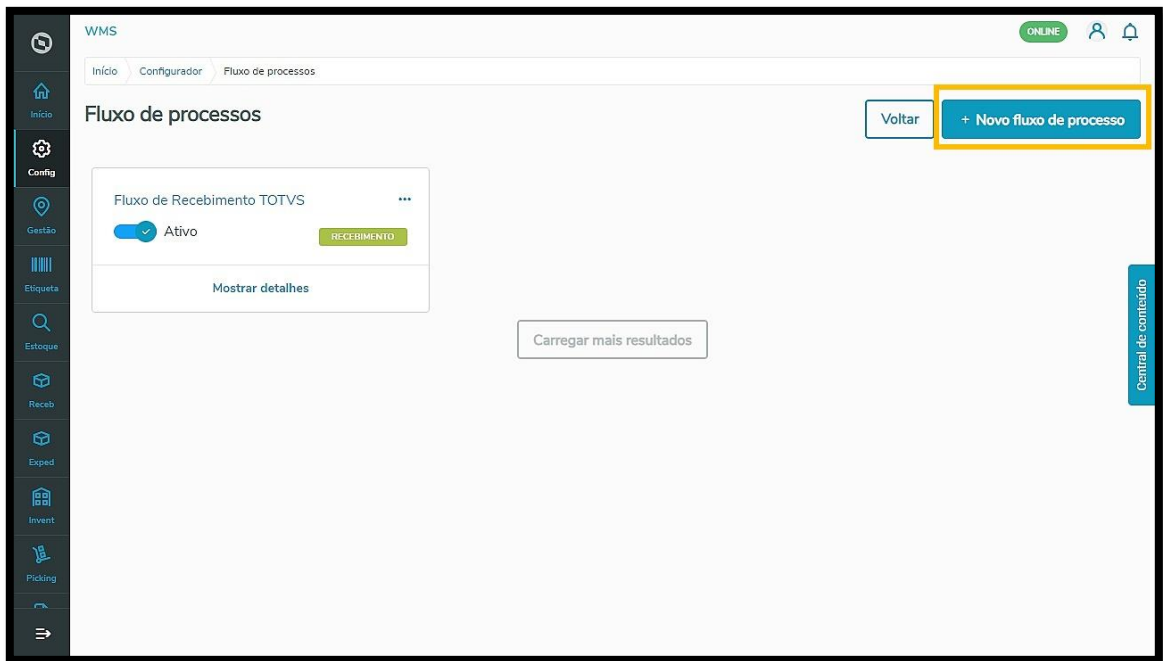 WMS
ONLINE
Início
Configurador
Fluxo de processos
Fluxo de processos
Voltar
+ Novo fluxo de processo
Início
Config
Gestão
Etiqueta
Estoque
Receb
Exped
Invent
Picking
Fluxo de Recebimento TOTVS
...
Ativo
RECEBIMENTO
Mostrar detalhes
Carregar mais resultados
Central de conteúdo